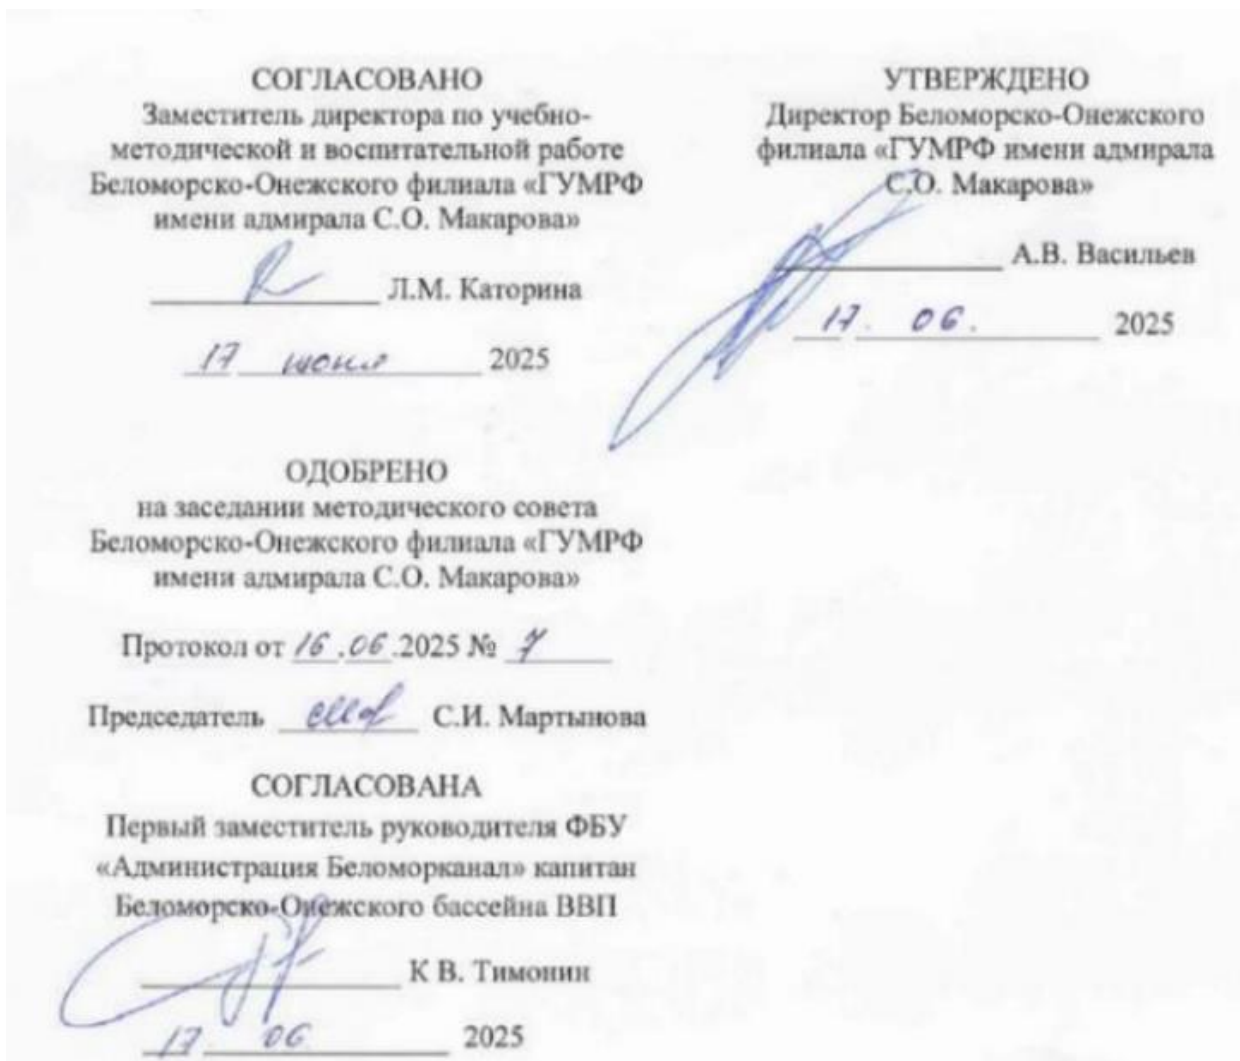 СОГЛАСОВАНО
Заместитель директора по учебно-
методической и воспитательной работе
Беломорско-Онежского филиала «ГУМРФ
имени адмирала С.О. Макарова»
Л.М. Каторина
17 июня 2025
УТВЕРЖДЕНО
Директор Беломорско-Онежского
филиала «ГУМРФ имени адмирала
С.О. Макарова»
А.В. Васильев
17. 06. 2025
ОДОБРЕНО
на заседании методического совета
Беломорско-Онежского филиала «ГУМРФ
имени адмирала С.О. Макарова»
Протокол от 16.06.2025 № 7
Председатель С.И. Мартынова
СОГЛАСОВАНА
Первый заместитель руководителя ФБУ
«Администрация Беломорканал» капитан
Беломорско-Онежского бассейна ВВП
К В. Тимонин
17 06 2025